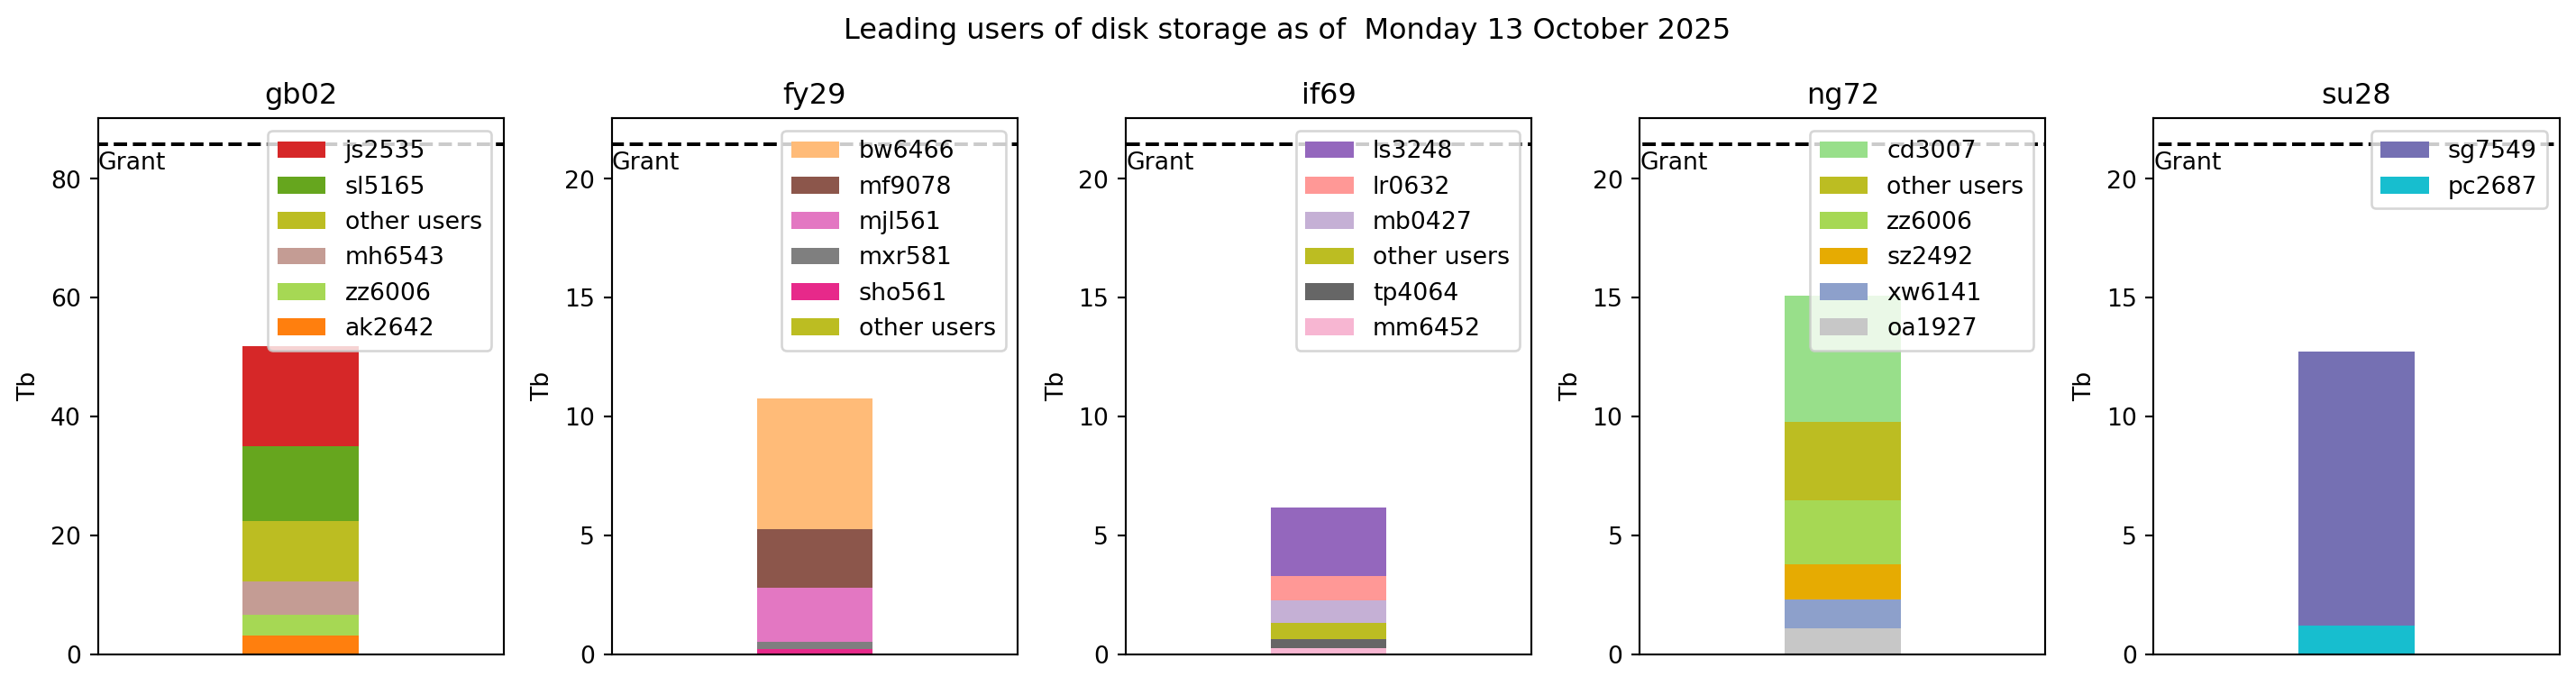 Leading users of disk storage as of  Monday 13 October 2025
gb02
Grant
js2535
sl5165
other users
mh6543
zz6006
ak2642
80
60
40
20
0
Tb
fy29
Grant
bw6466
mf9078
mjl561
mxr581
sho561
other users
20
15
10
5
0
Tb
if69
Grant
ls3248
lr0632
mb0427
other users
tp4064
mm6452
20
15
10
5
0
Tb
ng72
Grant
cd3007
other users
zz6006
sz2492
xw6141
oa1927
20
15
10
5
0
Tb
su28
Grant
sg7549
pc2687
20
15
10
5
0
Tb